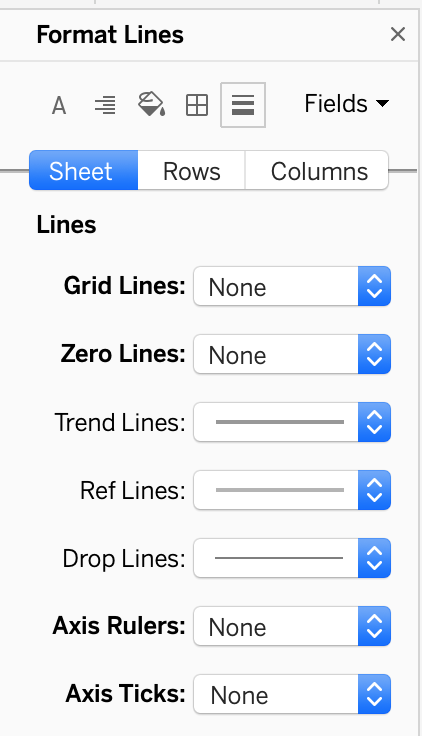 Format Lines
A
Fields
Sheet Rows Columns
Lines
Grid Lines: None
Zero Lines: None
Trend Lines:
Ref Lines:
Drop Lines:
Axis Rulers: None
Axis Ticks: None